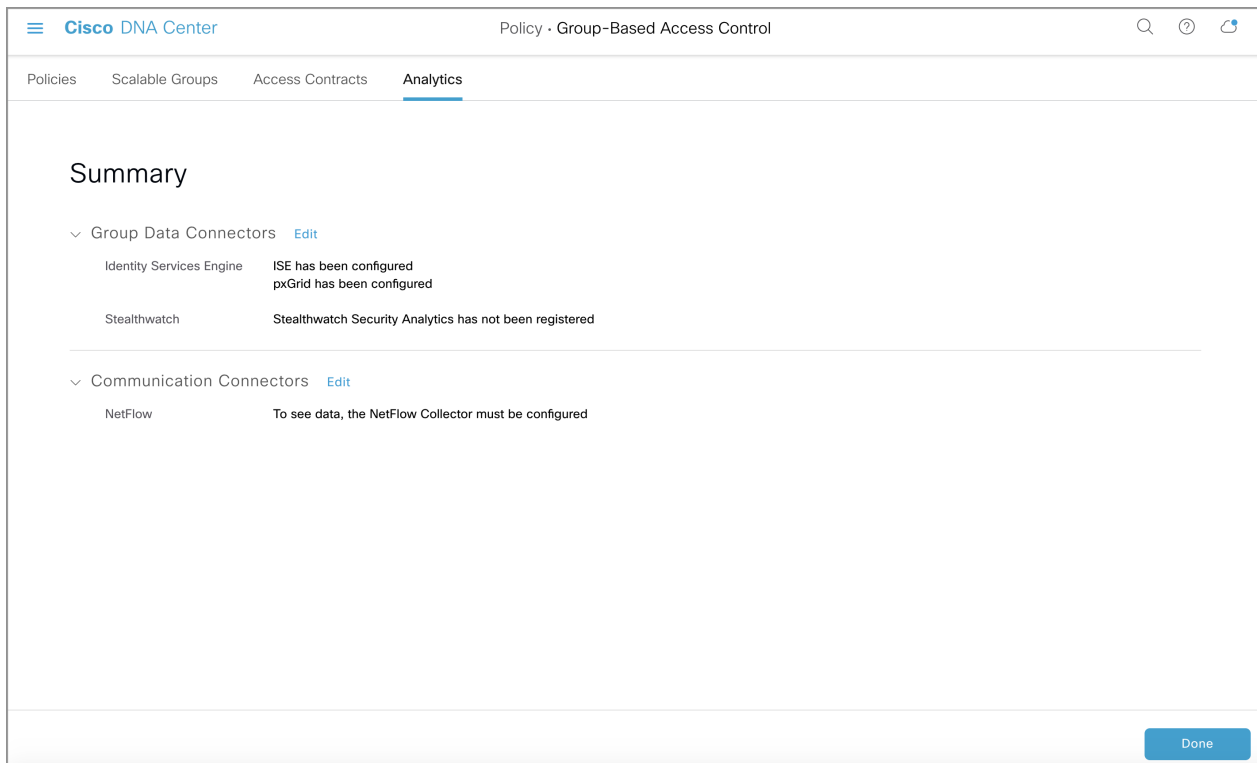 Cisco DNA Center
Policy · Group-Based Access Control
Policies Scalable Groups Access Contracts Analytics
Summary
Group Data Connectors Edit
Identity Services Engine ISE has been configured
pxGrid has been configured
Stealthwatch Stealthwatch Security Analytics has not been registered
Communication Connectors Edit
NetFlow To see data, the NetFlow Collector must be configured
Done